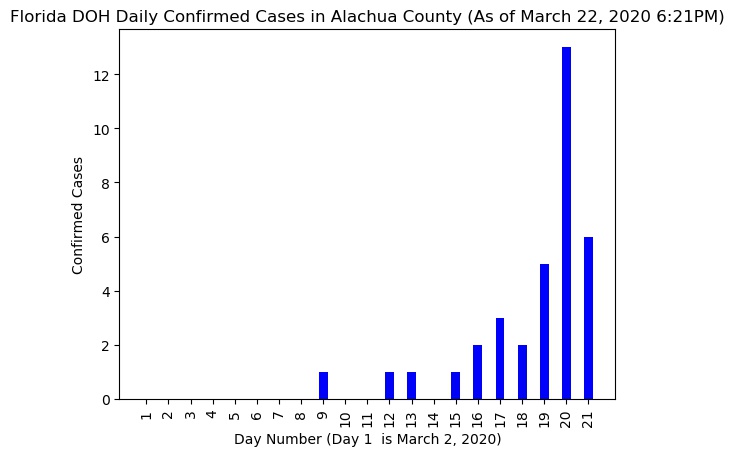 Florida DOH Daily Confirmed Cases in Alachua County (As of March 22, 2020 6:21PM)
12
10
8
6
4
2
0
Confirmed Cases
1 2 3 4 5 6 7 8 9 10 11 12 13 14 15 16 17 18 19 20 21
Day Number (Day 1  is March 2, 2020)